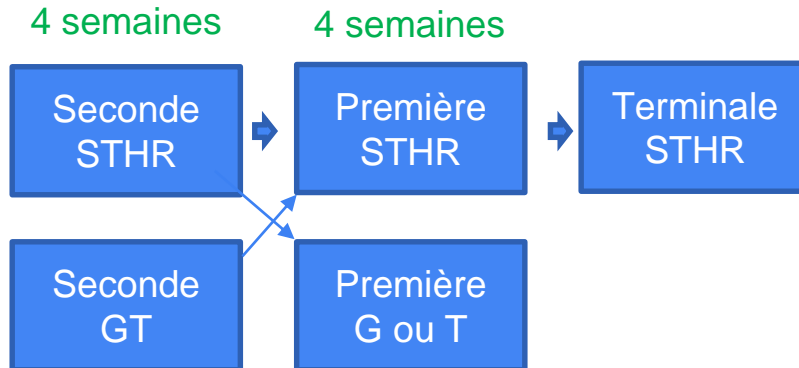 4 semaines
4 semaines
Seconde
STHR
Première
STHR
Terminale
STHR
Seconde
GT
Première
G ou T